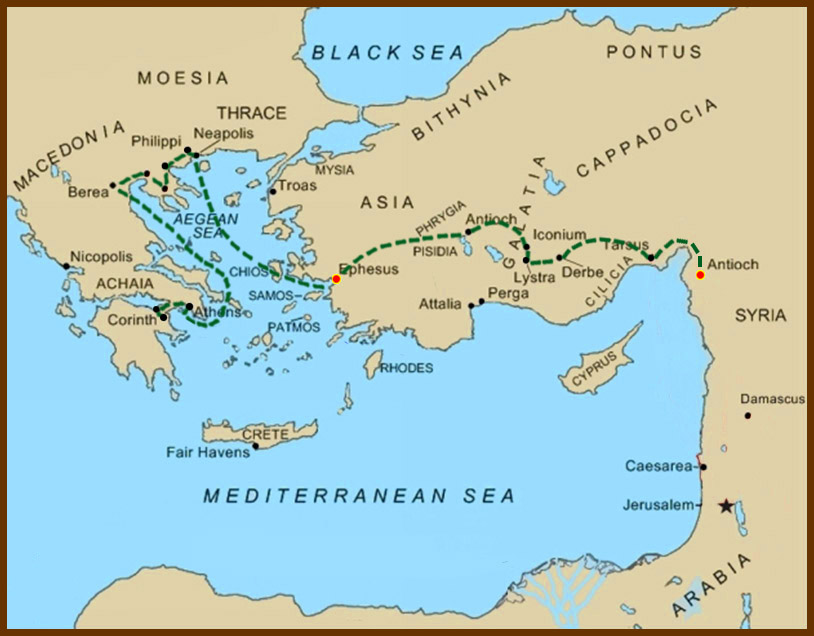 BLACK SEA
PONTUS
MOESIA
THRACE
BITHYNIA
CAPPADOCIA
MACEDONIA
Philippi
Neapolis
Berea
MYSIA
Troas
ASIA
GALATIA
AEGEAN
SEA
PHRYGIA
Antioch
PISIDIA
Iconium
Lystra
Derbe
Tarsus
CILICIA
Antioch
Nicopolis
CHIOS
Ephesus
ACHAIA
SAMOS
Athens
Corinth
PATMOS
Attalia
Perga
SYRIA
RHODES
CYPRUS
Damascus
CRETE
Fair Havens
Caesarea
MEDITERRANEAN SEA
Jerusalem
ARABIA